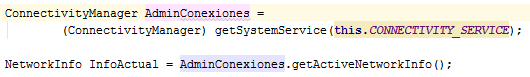 ConnectivityManager AdminConexiones =
(ConnectivityManager) getSystemService(this.CONNECTIVITY_SERVICE);
NetworkInfo InfoActual = AdminConexiones.getActiveNetworkInfo();